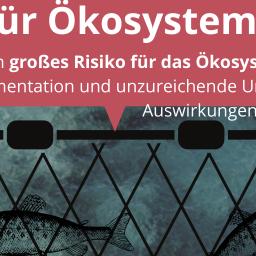 ür Ökosystem
großes Risiko für das Ökosys
mentation und unzureichende U
Auswirkungen